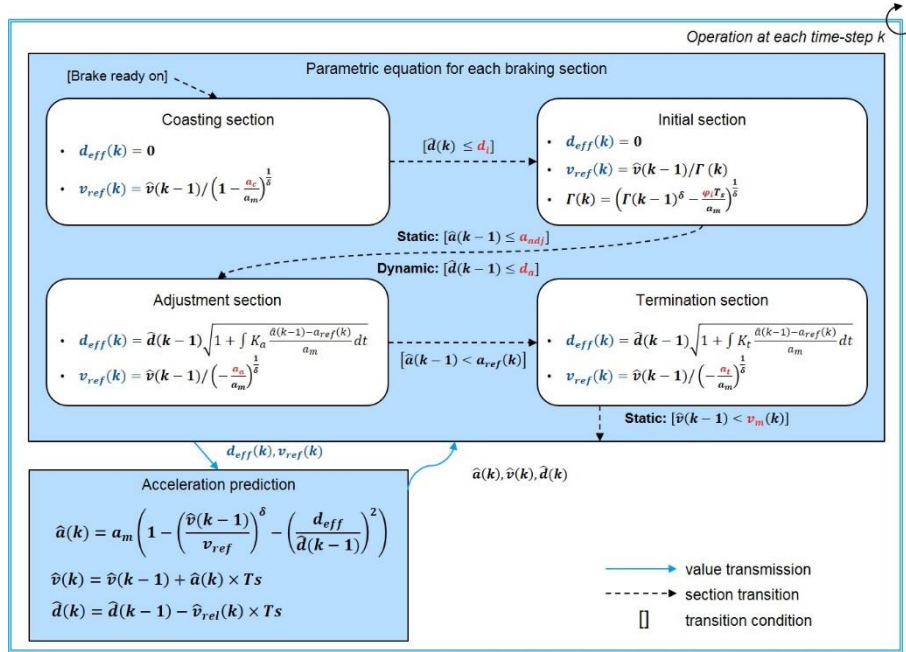 Operation at each time-step k
Parametric equation for each braking section
[Brake ready on]
Coasting section
• d_eff(k) = 0
• v_ref(k) = v̂(k − 1)/(1 − a_c/a_m)^(1/δ)
[d̂(k) ≤ d_i]
Initial section
• d_eff(k) = 0
• v_ref(k) = v̂(k − 1)/Γ(k)
• Γ(k) = (Γ(k − 1)^δ − φ_i T_s/a_m)^(1/δ)
Static: [â(k − 1) ≤ a_adj]
Dynamic: [d̂(k − 1) ≤ d_a]
Adjustment section
• d_eff(k) = d̂(k − 1)√(1 + ∫ K_a (â(k−1)−a_ref(k))/a_m dt)
• v_ref(k) = v̂(k − 1)/(− a_a/a_m)^(1/δ)
[â(k − 1) < a_ref(k)]
Termination section
• d_eff(k) = d̂(k − 1)√(1 + ∫ K_t (â(k−1)−a_ref(k))/a_m dt)
• v_ref(k) = v̂(k − 1)/(− a_t/a_m)^(1/δ)
Static: [v̂(k − 1) < v_m(k)]
d_eff(k), v_ref(k)
â(k), v̂(k), d̂(k)
Acceleration prediction
â(k) = a_m(1 − (v̂(k − 1)/v_ref)^δ − (d_eff/d̂(k − 1))^2)
v̂(k) = v̂(k − 1) + â(k) × Ts
d̂(k) = d̂(k − 1) − v̂_rel(k) × Ts
value transmission
section transition
[] transition condition